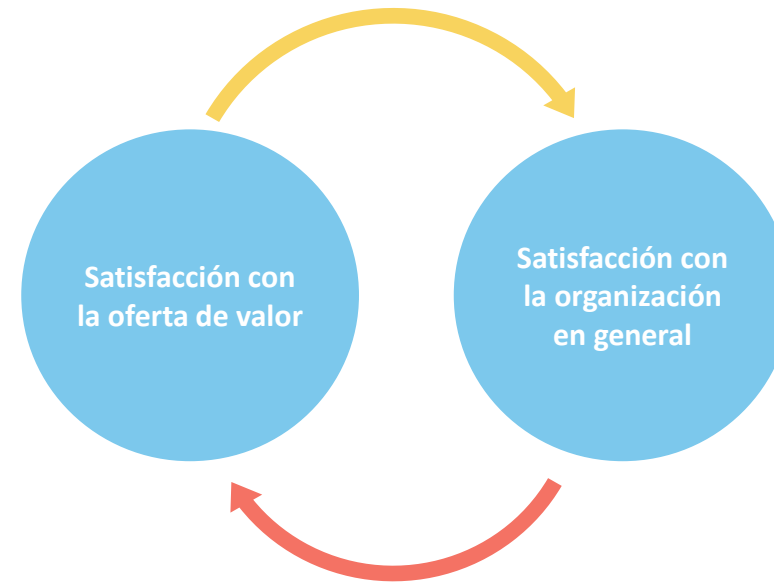 Satisfacción con
la oferta de valor
Satisfacción con
la organización
en general